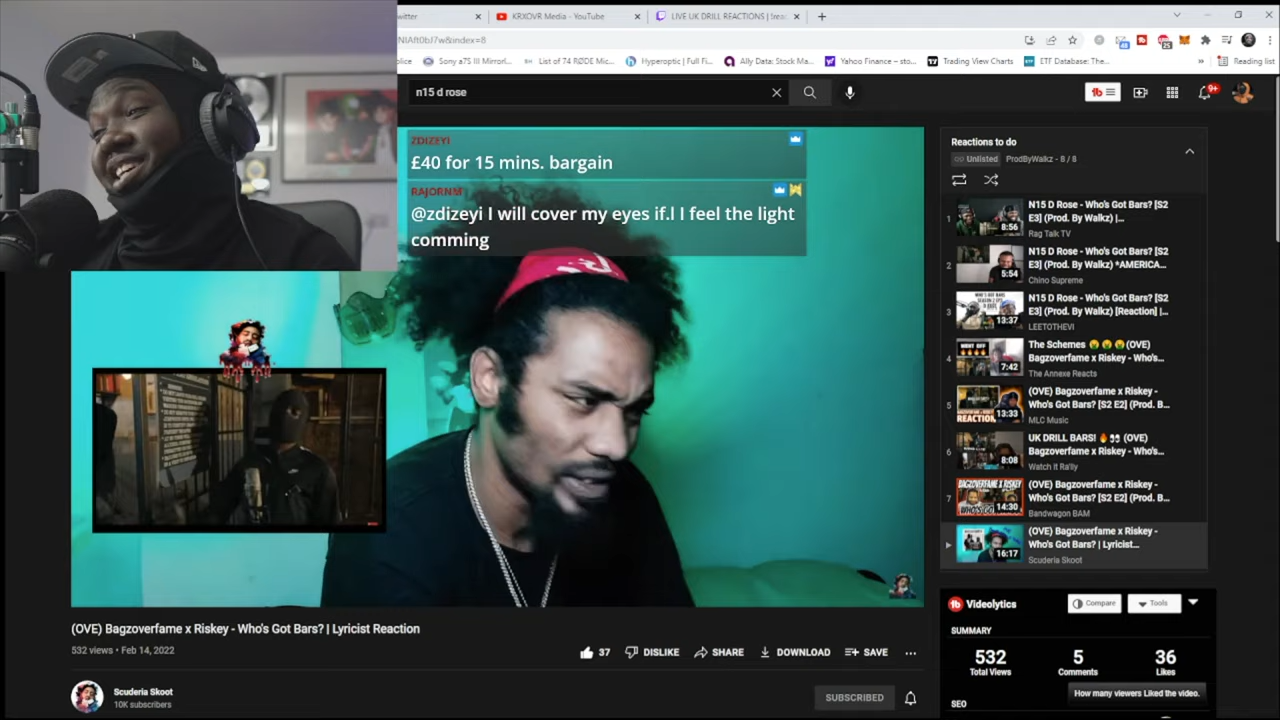 witter
KRXOVR Media - YouTube
LIVE UK DRILL REACTIONS | !reac
NIAft0bJ7w&index=8
olice
Sony a7S III Mirrorl...
List of 74 RØDE Mic...
Hyperoptic | Full Fi...
Ally Data: Stock Ma...
Yahoo Finance – sto...
Trading View Charts
ETF Database: The...
»
Reading list
n15 d rose
9+
ZDIZEYI
£40 for 15 mins. bargain
RAJORNM
@zdizeyi I will cover my eyes if.l I feel the light
comming
Reactions to do
Unlisted
ProdByWalkz - 8 / 8
1
N15 D Rose - Who's Got Bars? [S2
E3] (Prod. By Walkz) |...
8:56
Rag Talk TV
2
N15 D Rose - Who's Got Bars? [S2
E3] (Prod. By Walkz) *AMERICA...
5:54
Chino Supreme
3
N15 D Rose - Who's Got Bars? [S2
E3] (Prod. By Walkz) [Reaction] |...
13:37
LEETOTHEVI
4
The Schemes 🤑🤑🤑(OVE)
Bagzoverfame x Riskey - Who's...
7:42
The Annexe Reacts
5
(OVE) Bagzoverfame x Riskey -
Who's Got Bars? [S2 E2] (Prod. B...
13:33
MLC Music
6
UK DRILL BARS! 🔥👀 (OVE)
Bagzoverfame x Riskey - Who's...
8:08
Watch it Ra'lly
7
(OVE) Bagzoverfame x Riskey -
Who's Got Bars? [S2 E2] (Prod. B...
14:30
Bandwagon BAM
(OVE) Bagzoverfame x Riskey -
Who's Got Bars? | Lyricist...
16:17
Scuderia Skoot
(OVE) Bagzoverfame x Riskey - Who's Got Bars? | Lyricist Reaction
532 views • Feb 14, 2022
37
DISLIKE
SHARE
DOWNLOAD
SAVE
Scuderia Skoot
10K subscribers
SUBSCRIBED
Videolytics
Compare
Tools
SUMMARY
532
5
36
Total Views
Comments
Likes
How many viewers Liked the video.
SEO